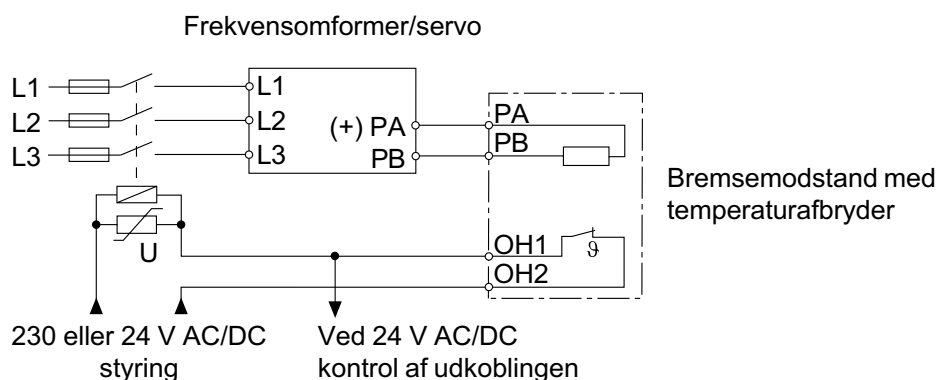 Frekvensomformer/servo
L1
L1
PA
L2
L2
(+) PA
PB
L3
L3
PB
Bremsemodstand med
temperaturafbryder
U
OH1
ϑ
OH2
230 eller 24 V AC/DC
styring
Ved 24 V AC/DC
kontrol af udkoblingen